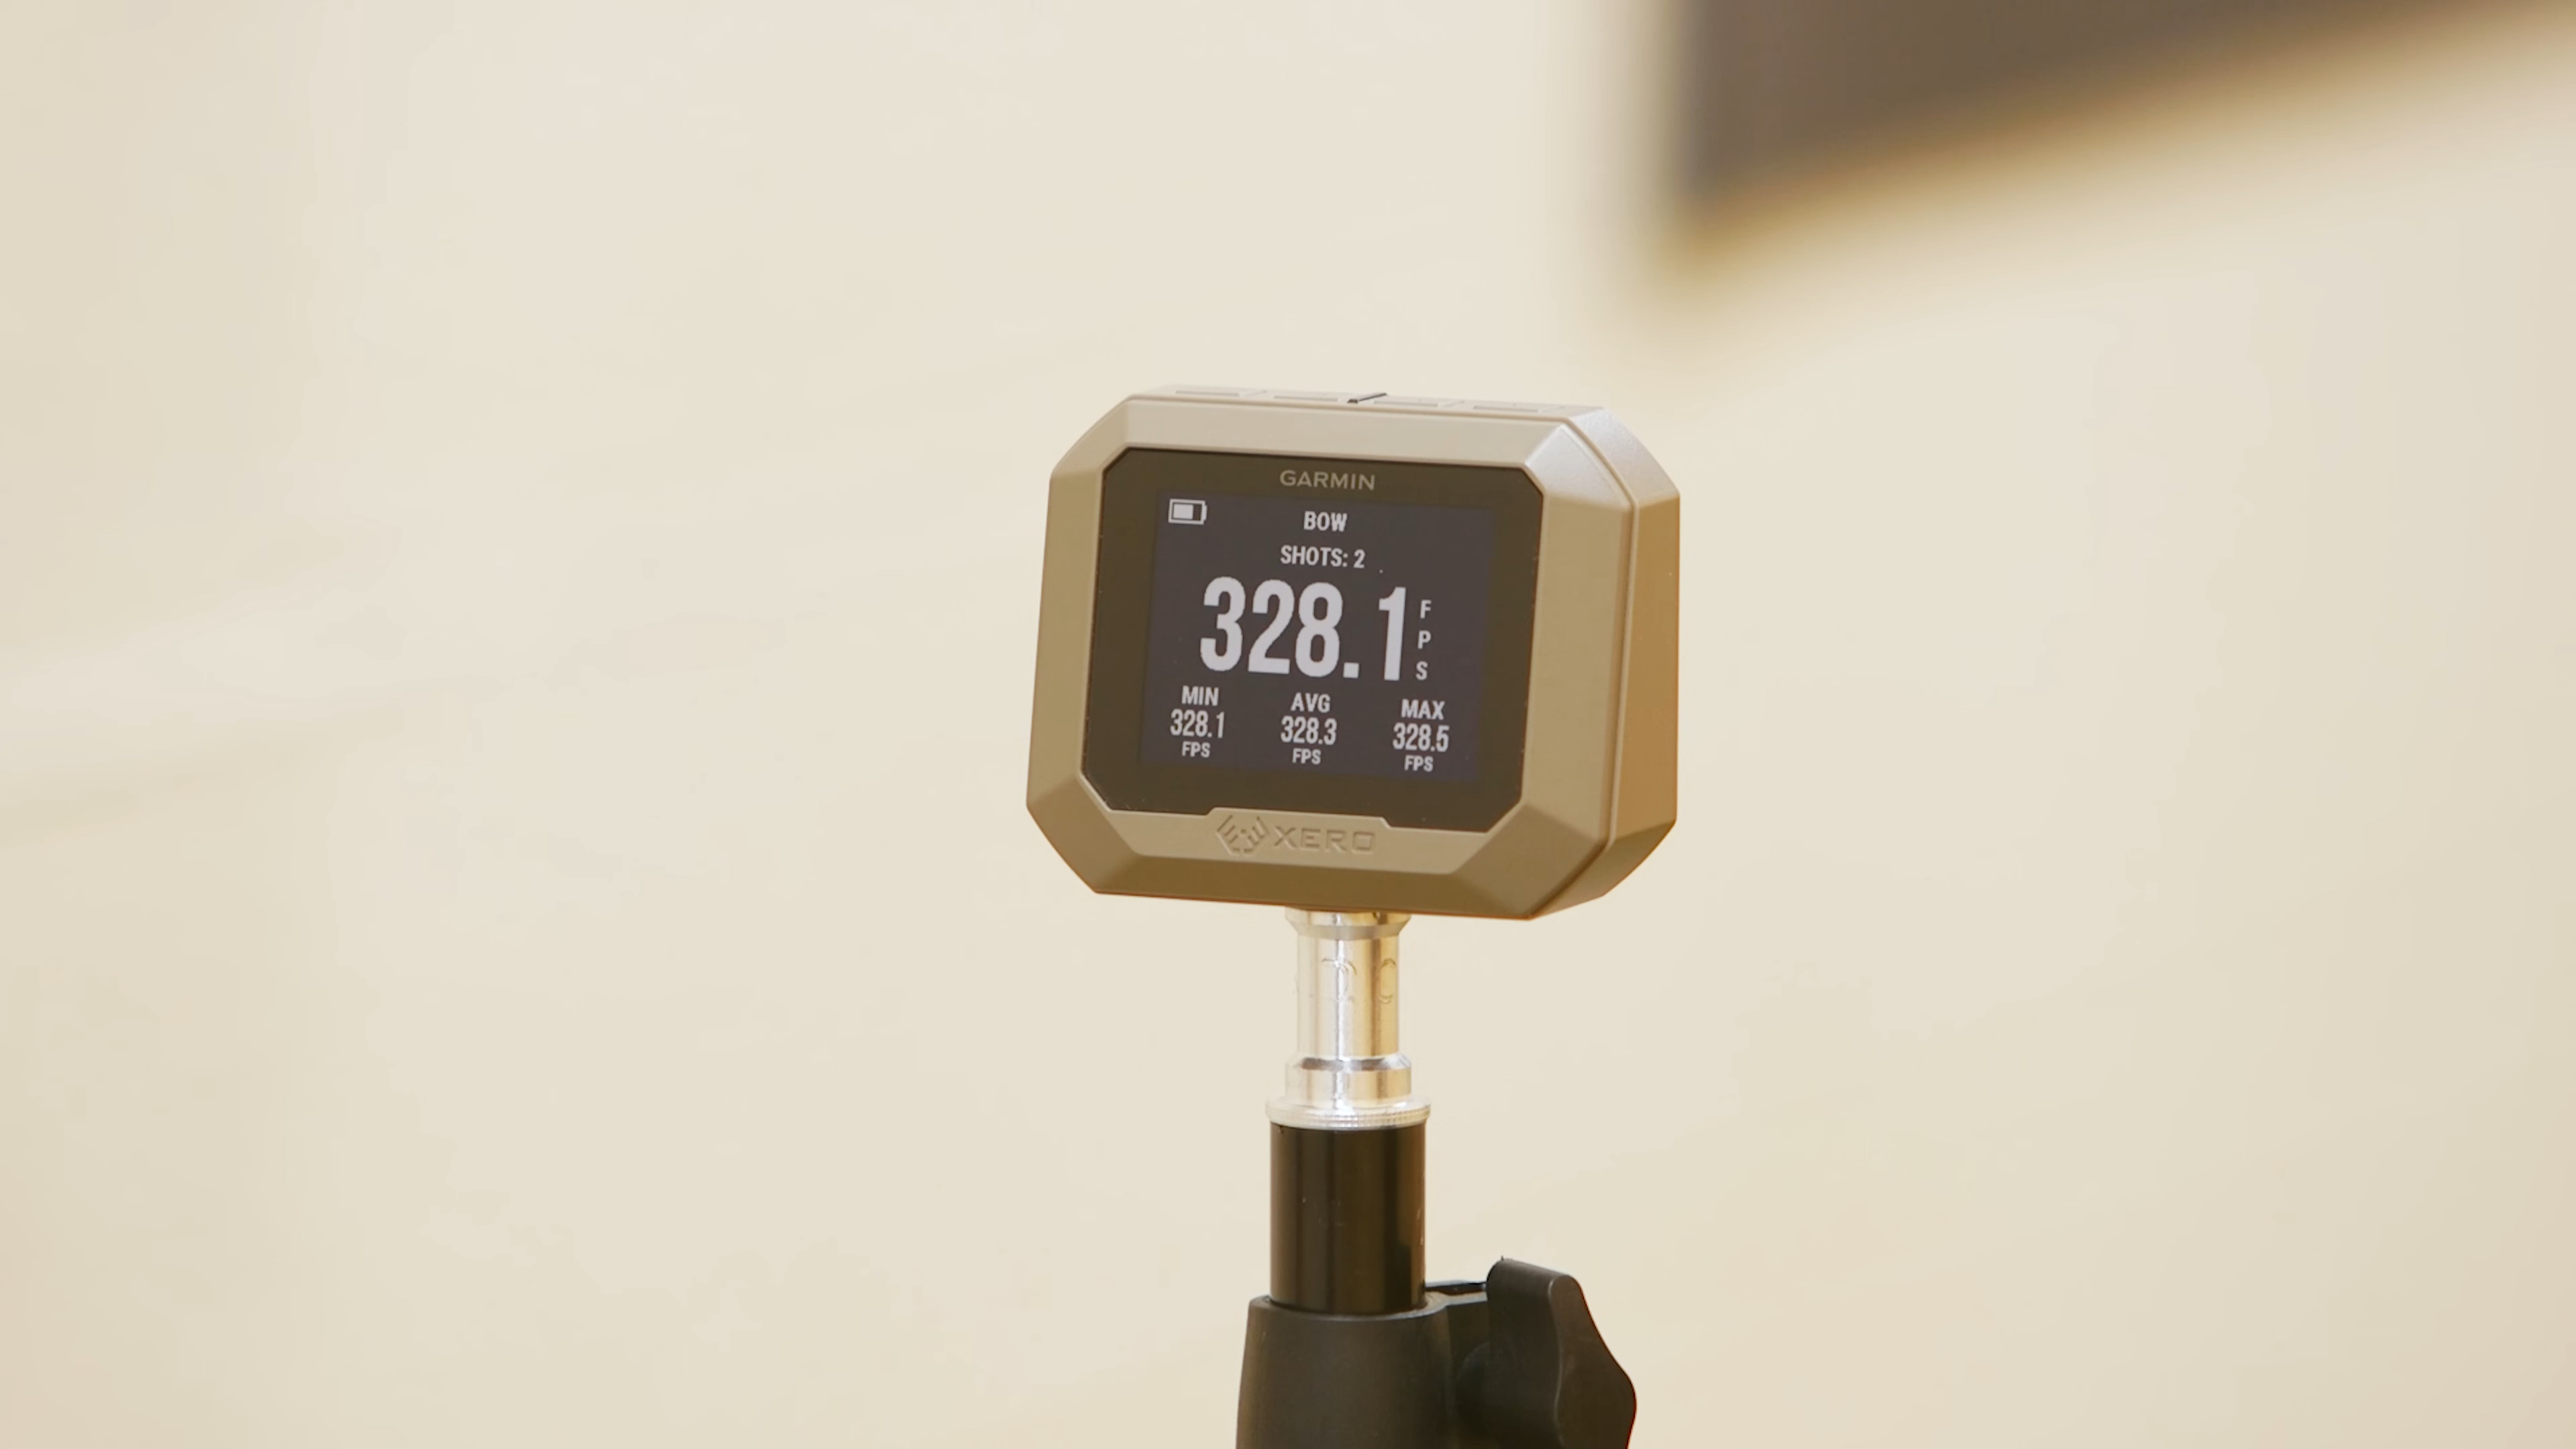 GARMIN
BOW
SHOTS: 2
328.1 FPS
MIN AVG MAX
328.1 328.3 328.5
FPS FPS FPS
XERO